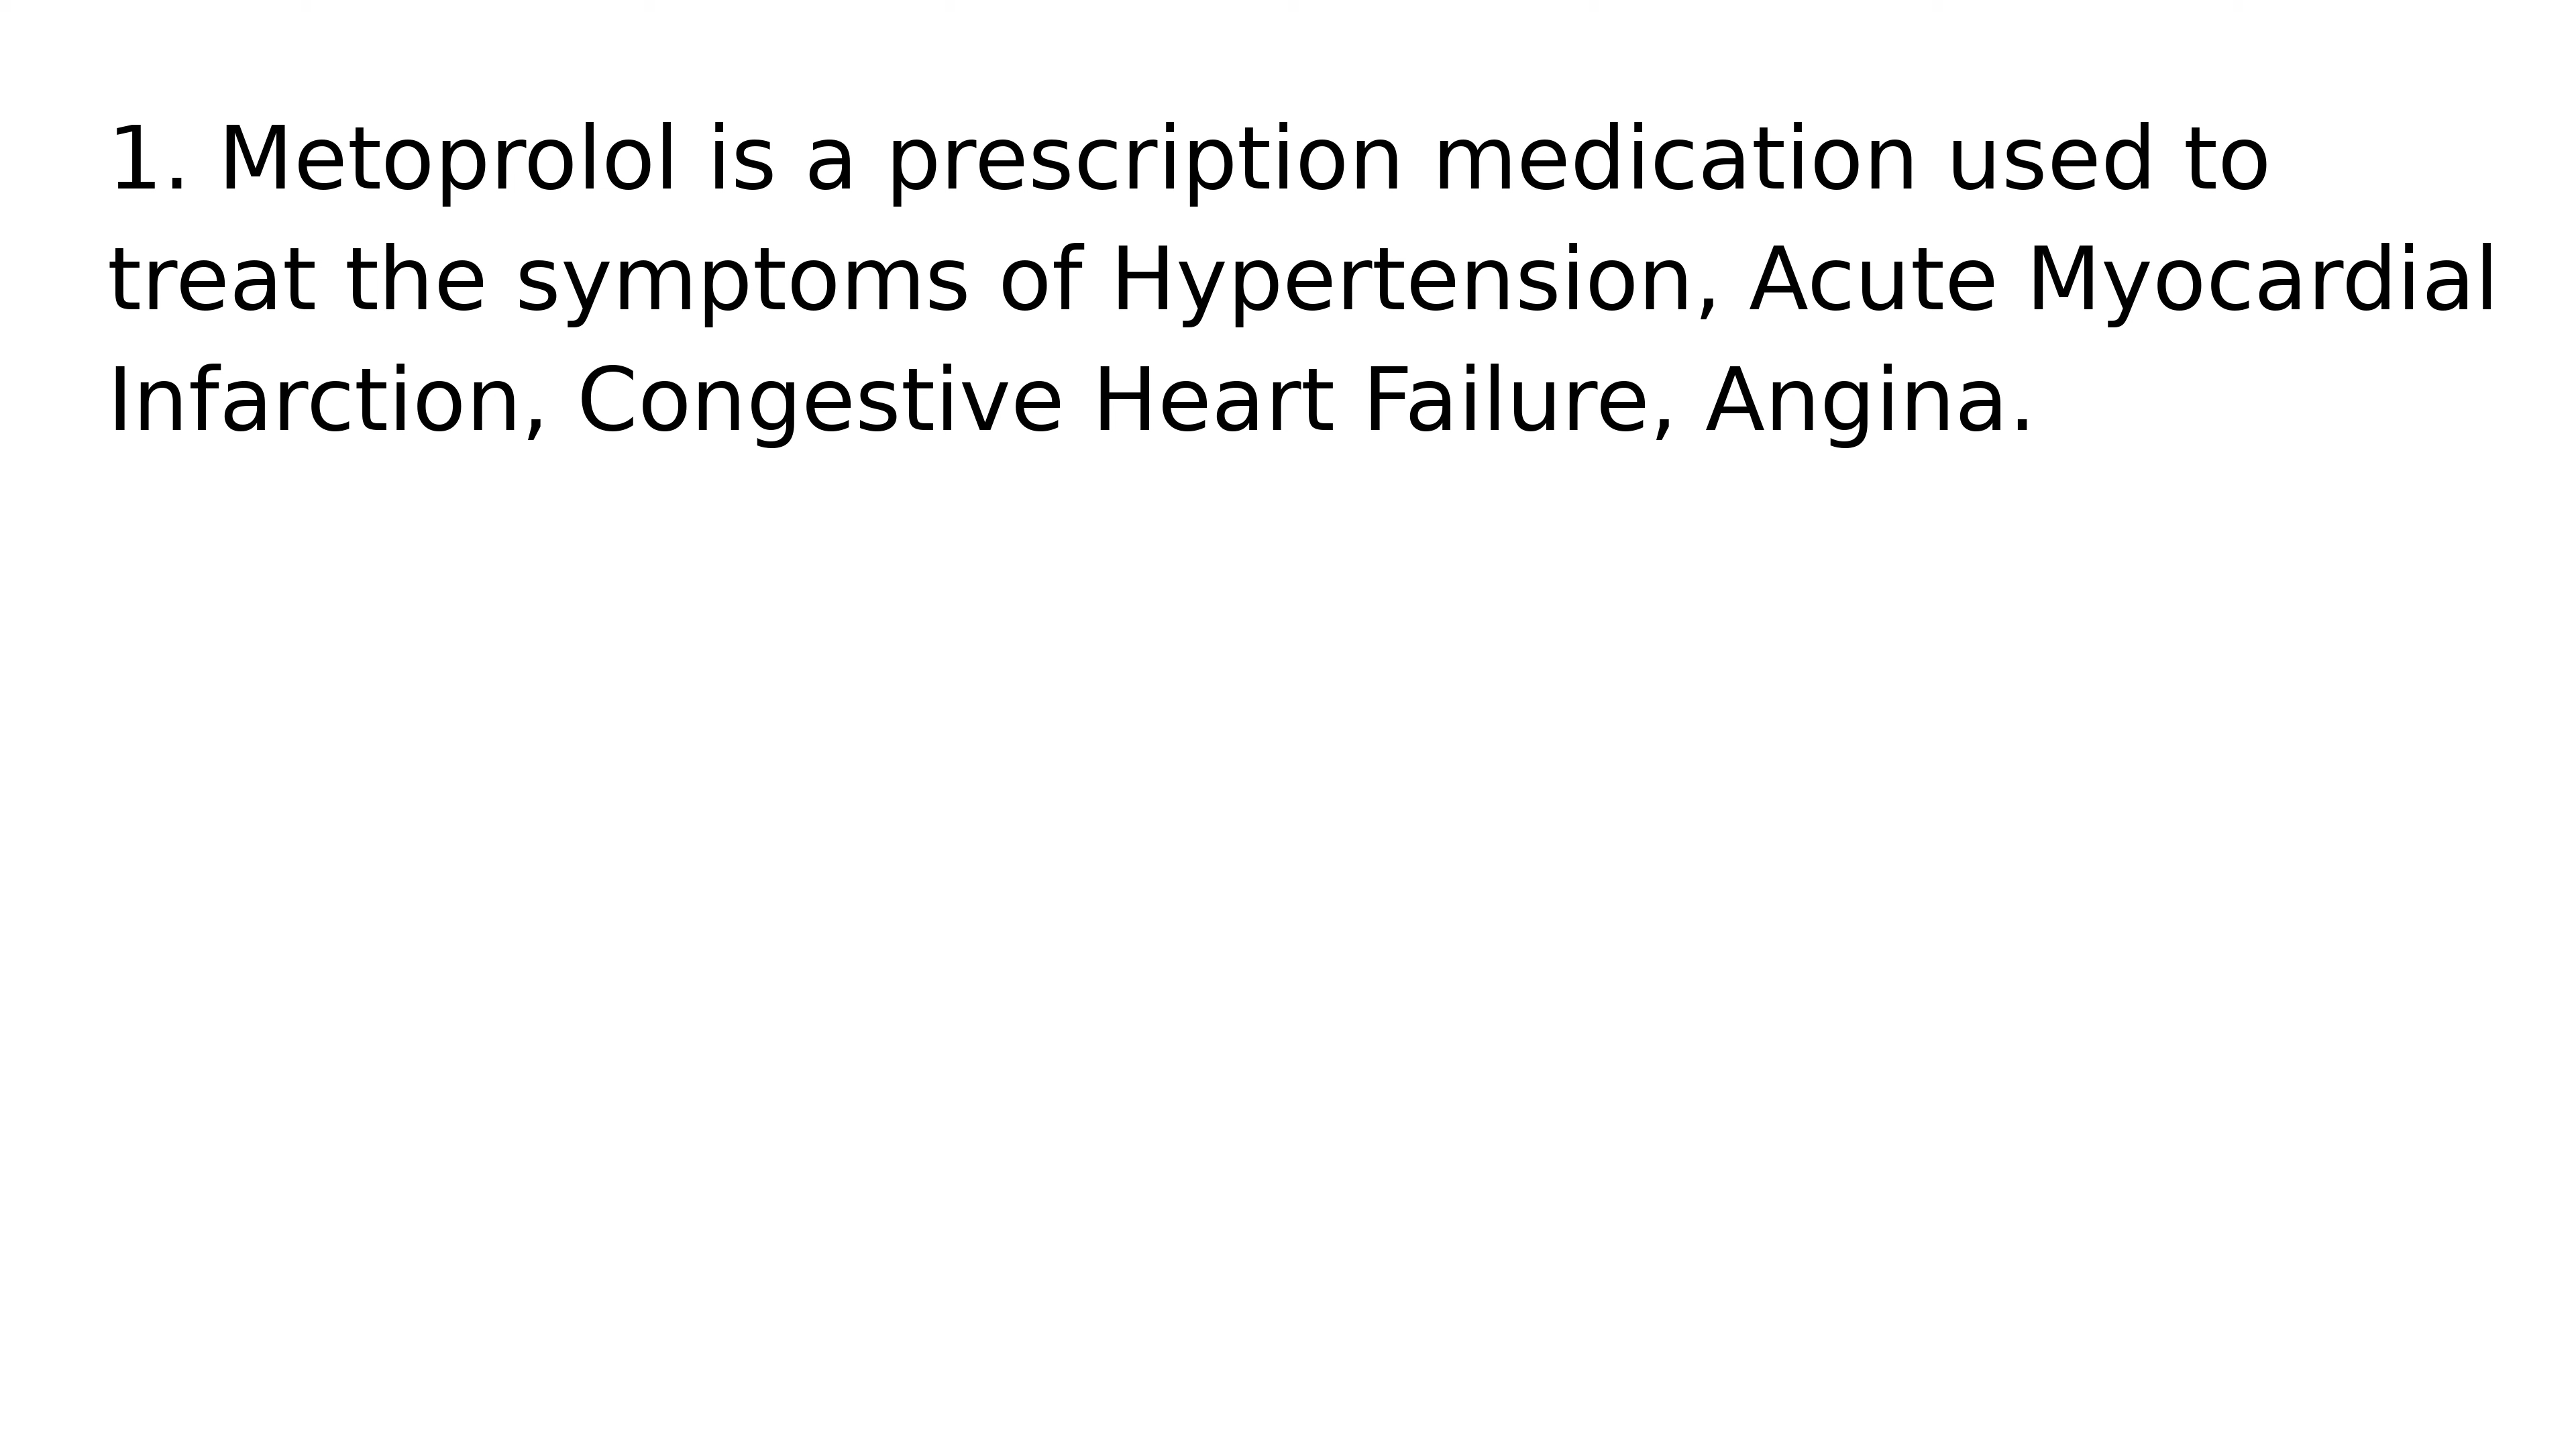 1. Metoprolol is a prescription medication used to
treat the symptoms of Hypertension, Acute Myocardial
Infarction, Congestive Heart Failure, Angina.